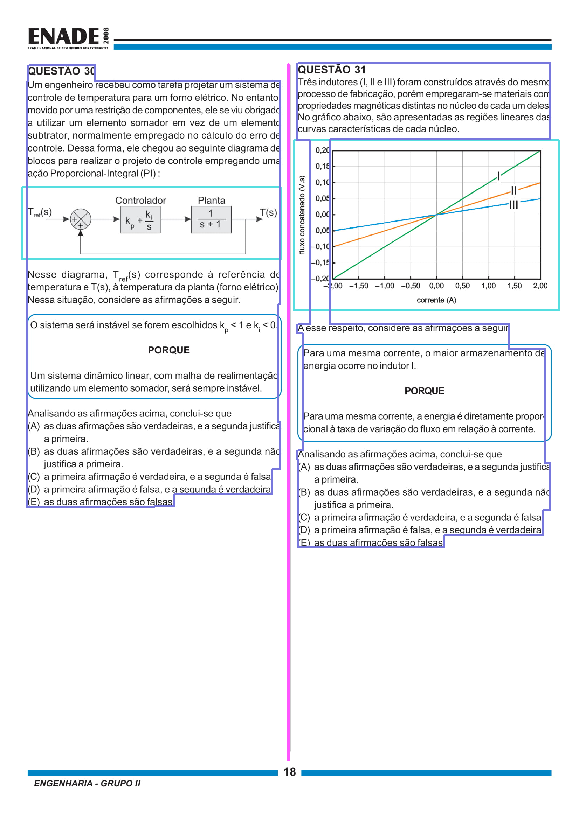 ENADE 2008
EXAME NACIONAL DE DESEMPENHO DOS ESTUDANTES
QUESTÃO 30
Um engenheiro recebeu como tarefa projetar um sistema de
controle de temperatura para um forno elétrico. No entanto,
movido por uma restrição de componentes, ele se viu obrigado
a utilizar um elemento somador em vez de um elemento
subtrator, normalmente empregado no cálculo do erro de
controle. Dessa forma, ele chegou ao seguinte diagrama de
blocos para realizar o projeto de controle empregando uma
ação Proporcional-Integral (PI) :
Controlador Planta
Tref(s) + + kp + ki/s 1/(s + 1) T(s)
Nesse diagrama, Tref(s) corresponde à referência de
temperatura e T(s), à temperatura da planta (forno elétrico).
Nessa situação, considere as afirmações a seguir.
O sistema será instável se forem escolhidos kp < 1 e ki < 0.
PORQUE
Um sistema dinâmico linear, com malha de realimentação
utilizando um elemento somador, será sempre instável.
Analisando as afirmações acima, conclui-se que
(A) as duas afirmações são verdadeiras, e a segunda justifica
a primeira.
(B) as duas afirmações são verdadeiras, e a segunda não
justifica a primeira.
(C) a primeira afirmação é verdadeira, e a segunda é falsa.
(D) a primeira afirmação é falsa, e a segunda é verdadeira.
(E) as duas afirmações são falsas.
QUESTÃO 31
Três indutores (I, II e III) foram construídos através do mesmo
processo de fabricação, porém empregaram-se materiais com
propriedades magnéticas distintas no núcleo de cada um deles.
No gráfico abaixo, são apresentadas as regiões lineares das
curvas características de cada núcleo.
fluxo concatenado (V.s)
0,20
0,15
0,10
0,05
0,00
–0,05
–0,10
–0,15
–0,20
I
II
III
–2,00 –1,50 –1,00 –0,50 0,00 0,50 1,00 1,50 2,00
corrente (A)
A esse respeito, considere as afirmações a seguir.
Para uma mesma corrente, o maior armazenamento de
energia ocorre no indutor I.
PORQUE
Para uma mesma corrente, a energia é diretamente propor-
cional à taxa de variação do fluxo em relação à corrente.
Analisando as afirmações acima, conclui-se que
(A) as duas afirmações são verdadeiras, e a segunda justifica
a primeira.
(B) as duas afirmações são verdadeiras, e a segunda não
justifica a primeira.
(C) a primeira afirmação é verdadeira, e a segunda é falsa.
(D) a primeira afirmação é falsa, e a segunda é verdadeira.
(E) as duas afirmações são falsas.
18
ENGENHARIA - GRUPO II